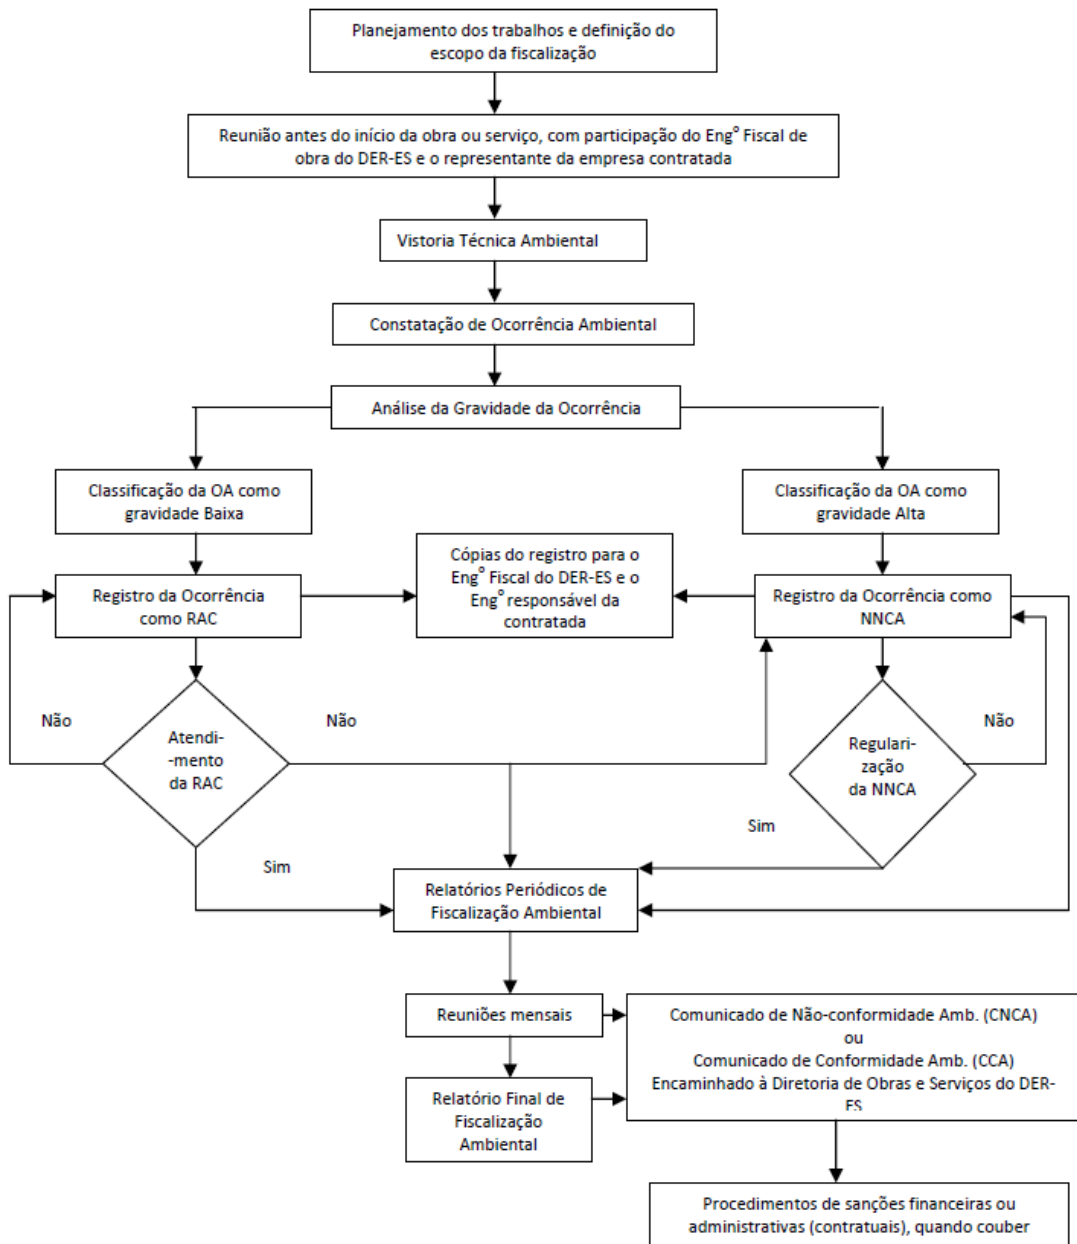 Planejamento dos trabalhos e definição do
escopo da fiscalização
Reunião antes do início da obra ou serviço, com participação do Engº Fiscal de
obra do DER-ES e o representante da empresa contratada
Vistoria Técnica Ambiental
Constatação de Ocorrência Ambiental
Análise da Gravidade da Ocorrência
Classificação da OA como
gravidade Baixa
Classificação da OA como
gravidade Alta
Cópias do registro para o
Engº Fiscal do DER-ES e o
Engº responsável da
contratada
Registro da Ocorrência
como RAC
Registro da Ocorrência como
NNCA
Não
Não
Não
Atendi-
-mento
da RAC
Regulari-
zação
da NNCA
Sim
Sim
Relatórios Periódicos de
Fiscalização Ambiental
Reuniões mensais
Comunicado de Não-conformidade Amb. (CNCA)
ou
Comunicado de Conformidade Amb. (CCA)
Encaminhado à Diretoria de Obras e Serviços do DER-
ES
Relatório Final de
Fiscalização
Ambiental
Procedimentos de sanções financeiras ou
administrativas (contratuais), quando couber